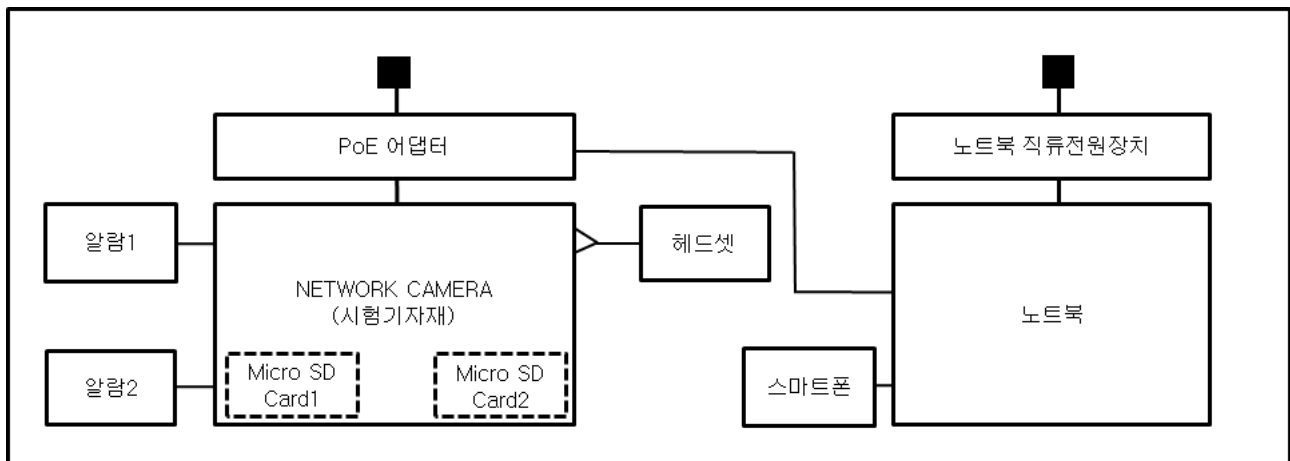 PoE 어댑터
노트북 직류전원장치
알람1
헤드셋
NETWORK CAMERA
(시험기자재)
노트북
알람2
Micro SD
Card1
Micro SD
Card2
스마트폰